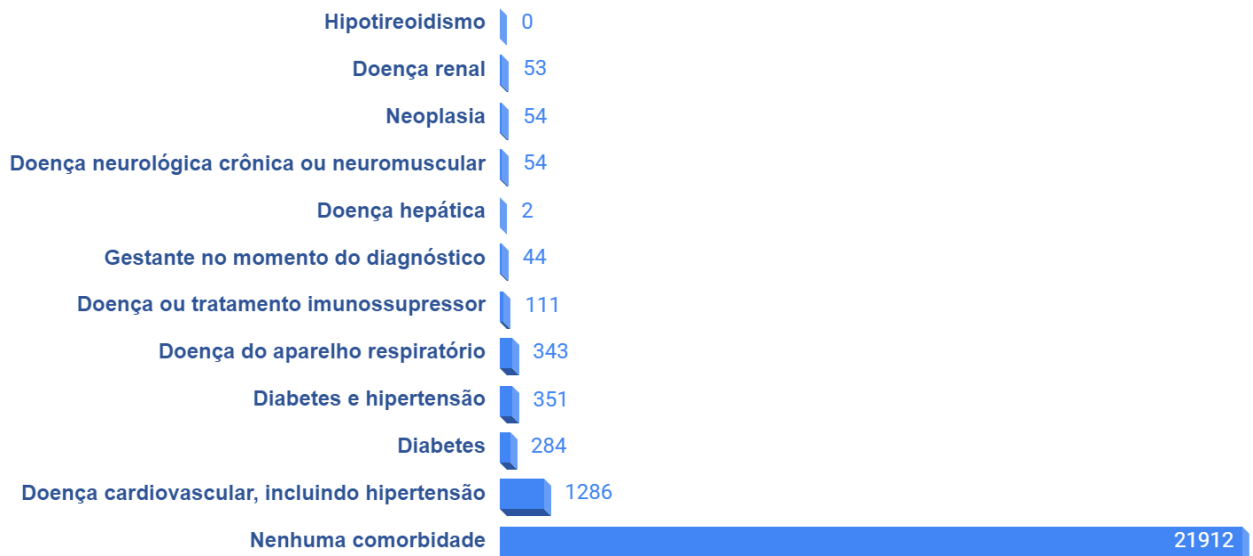 Hipotireoidismo 0
Doença renal 53
Neoplasia 54
Doença neurológica crônica ou neuromuscular 54
Doença hepática 2
Gestante no momento do diagnóstico 44
Doença ou tratamento imunossupressor 111
Doença do aparelho respiratório 343
Diabetes e hipertensão 351
Diabetes 284
Doença cardiovascular, incluindo hipertensão 1286
Nenhuma comorbidade 21912